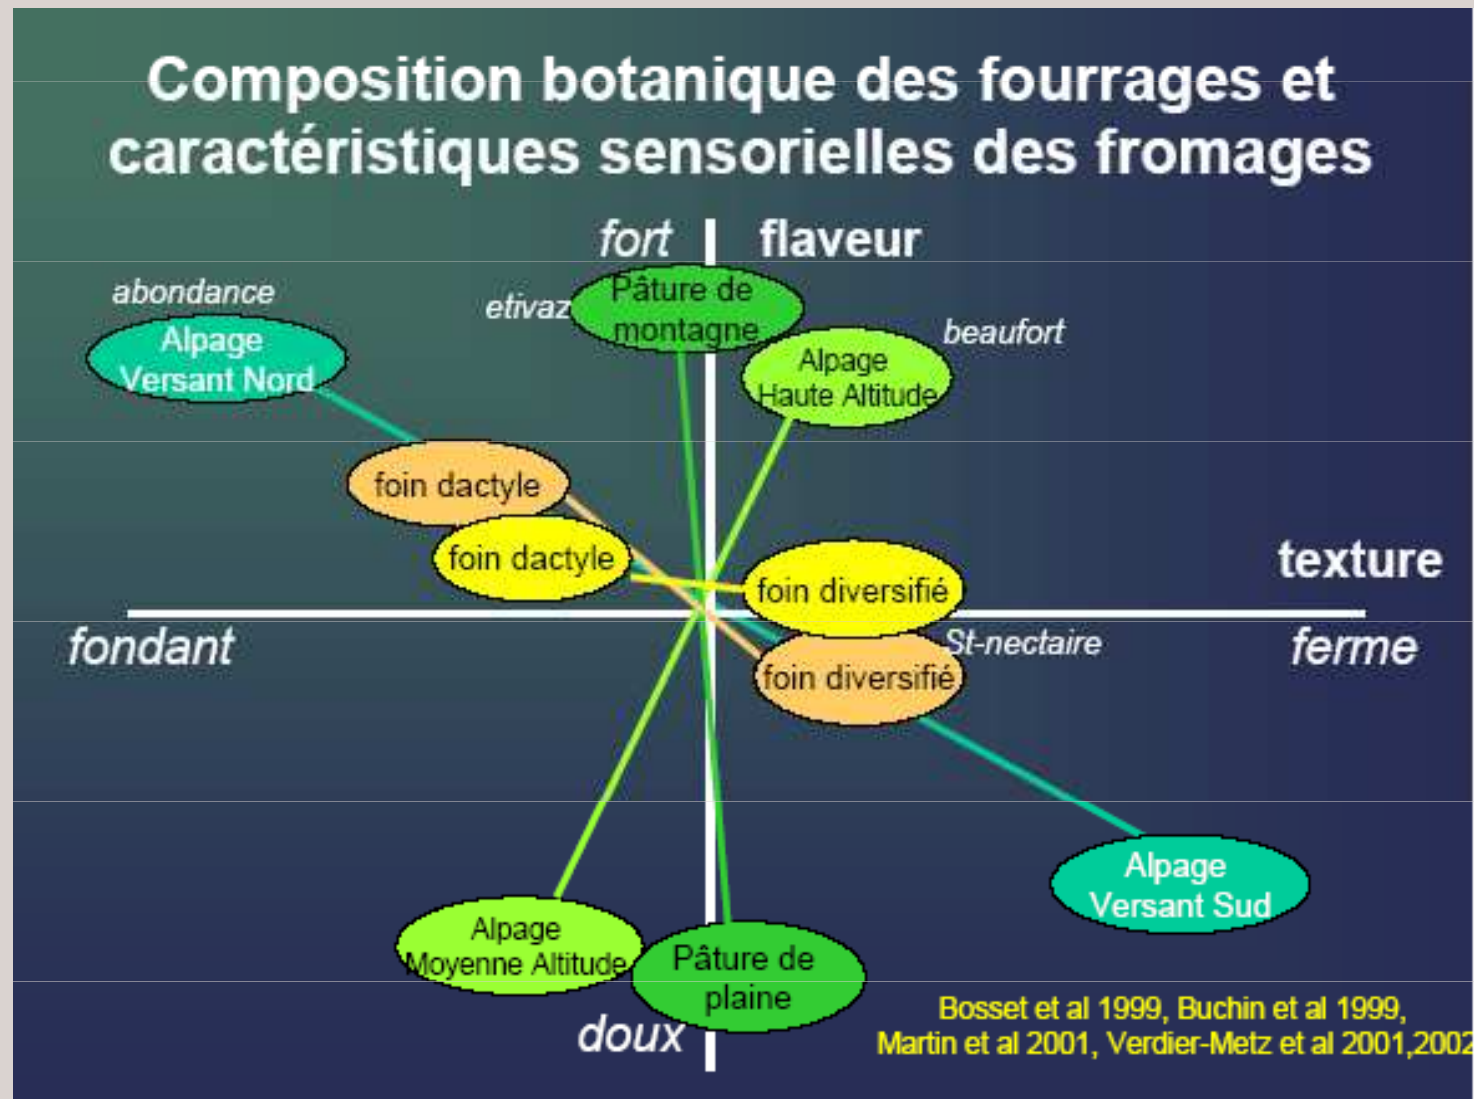 Composition botanique des fourrages et
caractéristiques sensorielles des fromages
fort
flaveur
abondance
etivaz
Pâture de
montagne
beaufort
Alpage
Versant Nord
Alpage
Haute Altitude
foin dactyle
foin dactyle
foin diversifié
texture
fondant
St-nectaire
ferme
foin diversifié
Alpage
Versant Sud
Alpage
Moyenne Altitude
Pâture de
plaine
doux
Bosset et al 1999, Buchin et al 1999,
Martin et al 2001, Verdier-Metz et al 2001,2002